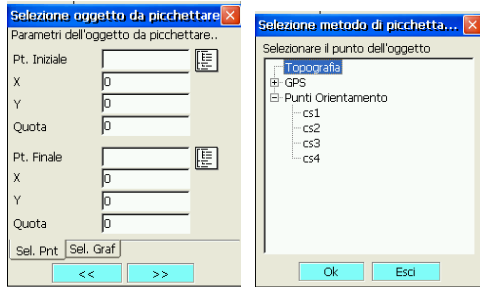 Selezione oggetto da picchettare
Parametri dell'oggetto da picchettare..
Pt. Iniziale
X 0
Y 0
Quota 0
Pt. Finale
X 0
Y 0
Quota 0
Sel. Pnt Sel. Graf
<< >>
Selezione metodo di picchetta...
Selezionare il punto dell'oggetto
Topografia
GPS
Punti Orientamento
cs1
cs2
cs3
cs4
Ok Esci